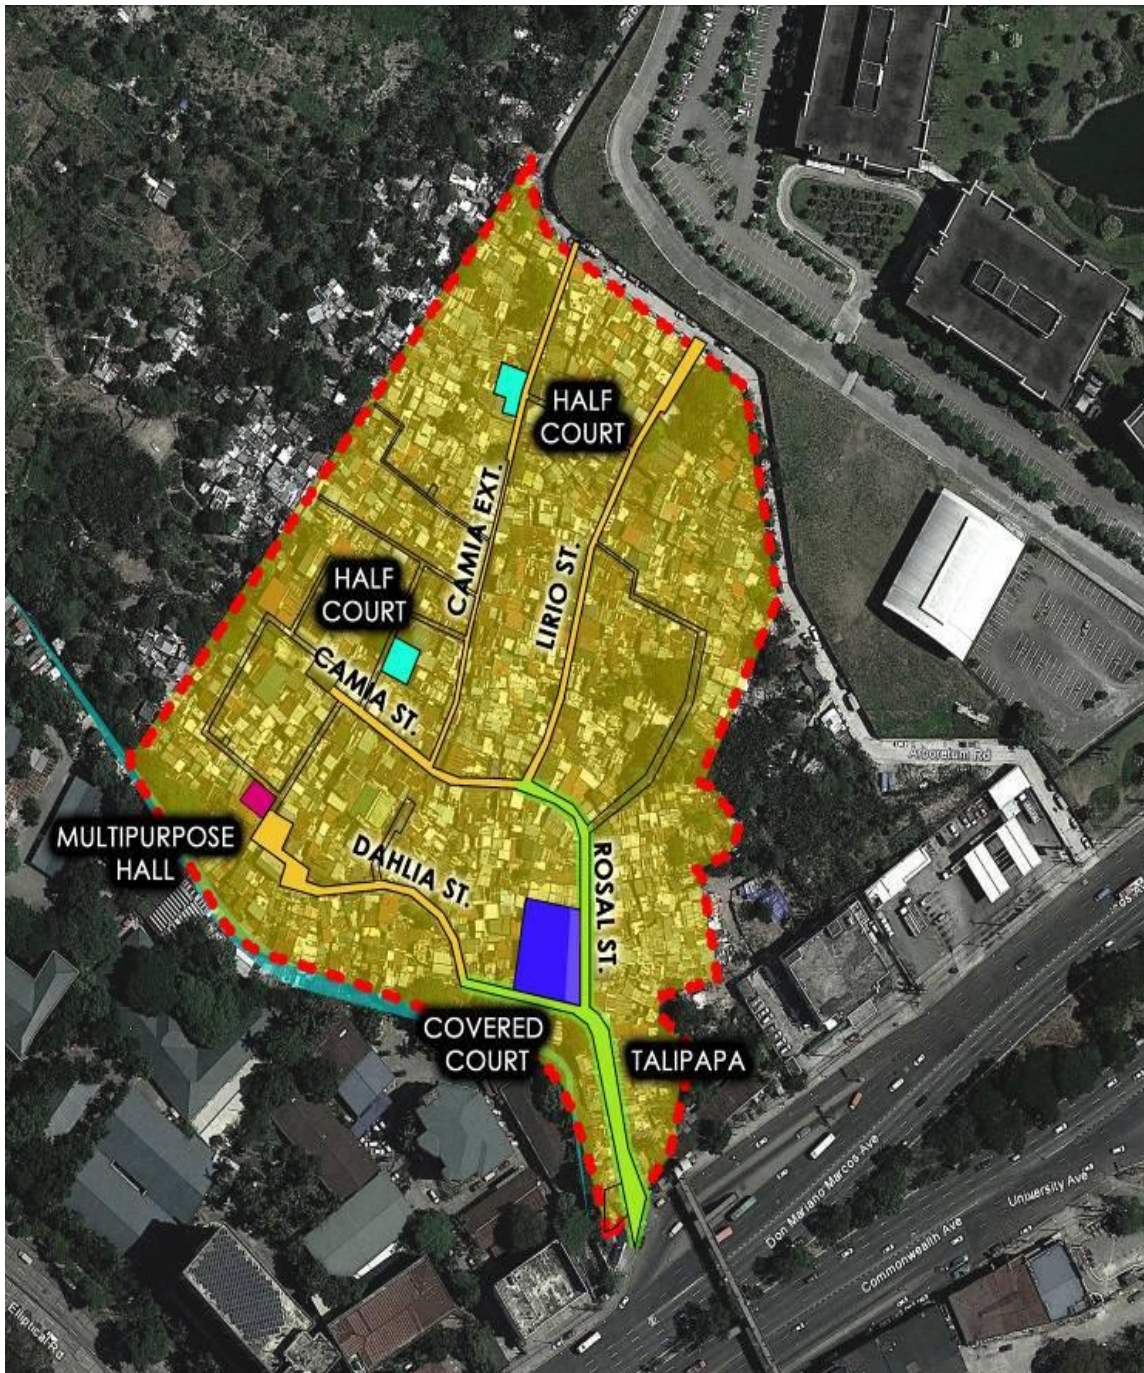 HALF
COURT
CAMIA EXT.
LIRIO ST.
HALF
COURT
CAMIA ST.
Arboretum Rd
MULTIPURPOSE
HALL
DAHLIA ST.
ROSAL ST.
COVERED
COURT
TALIPAPA
Don Mariano Marcos Ave
University Ave
Commonwealth Ave
Elliptical Rd